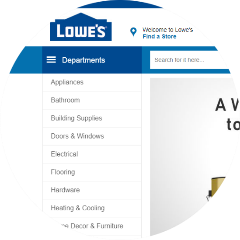 LOWE'S
Welcome to Lowe's
Find a Store
Departments
Search for it here...
Appliances
A W
Bathroom
to
Building Supplies
Doors & Windows
Electrical
Flooring
Hardware
Heating & Cooling
Decor & Furniture